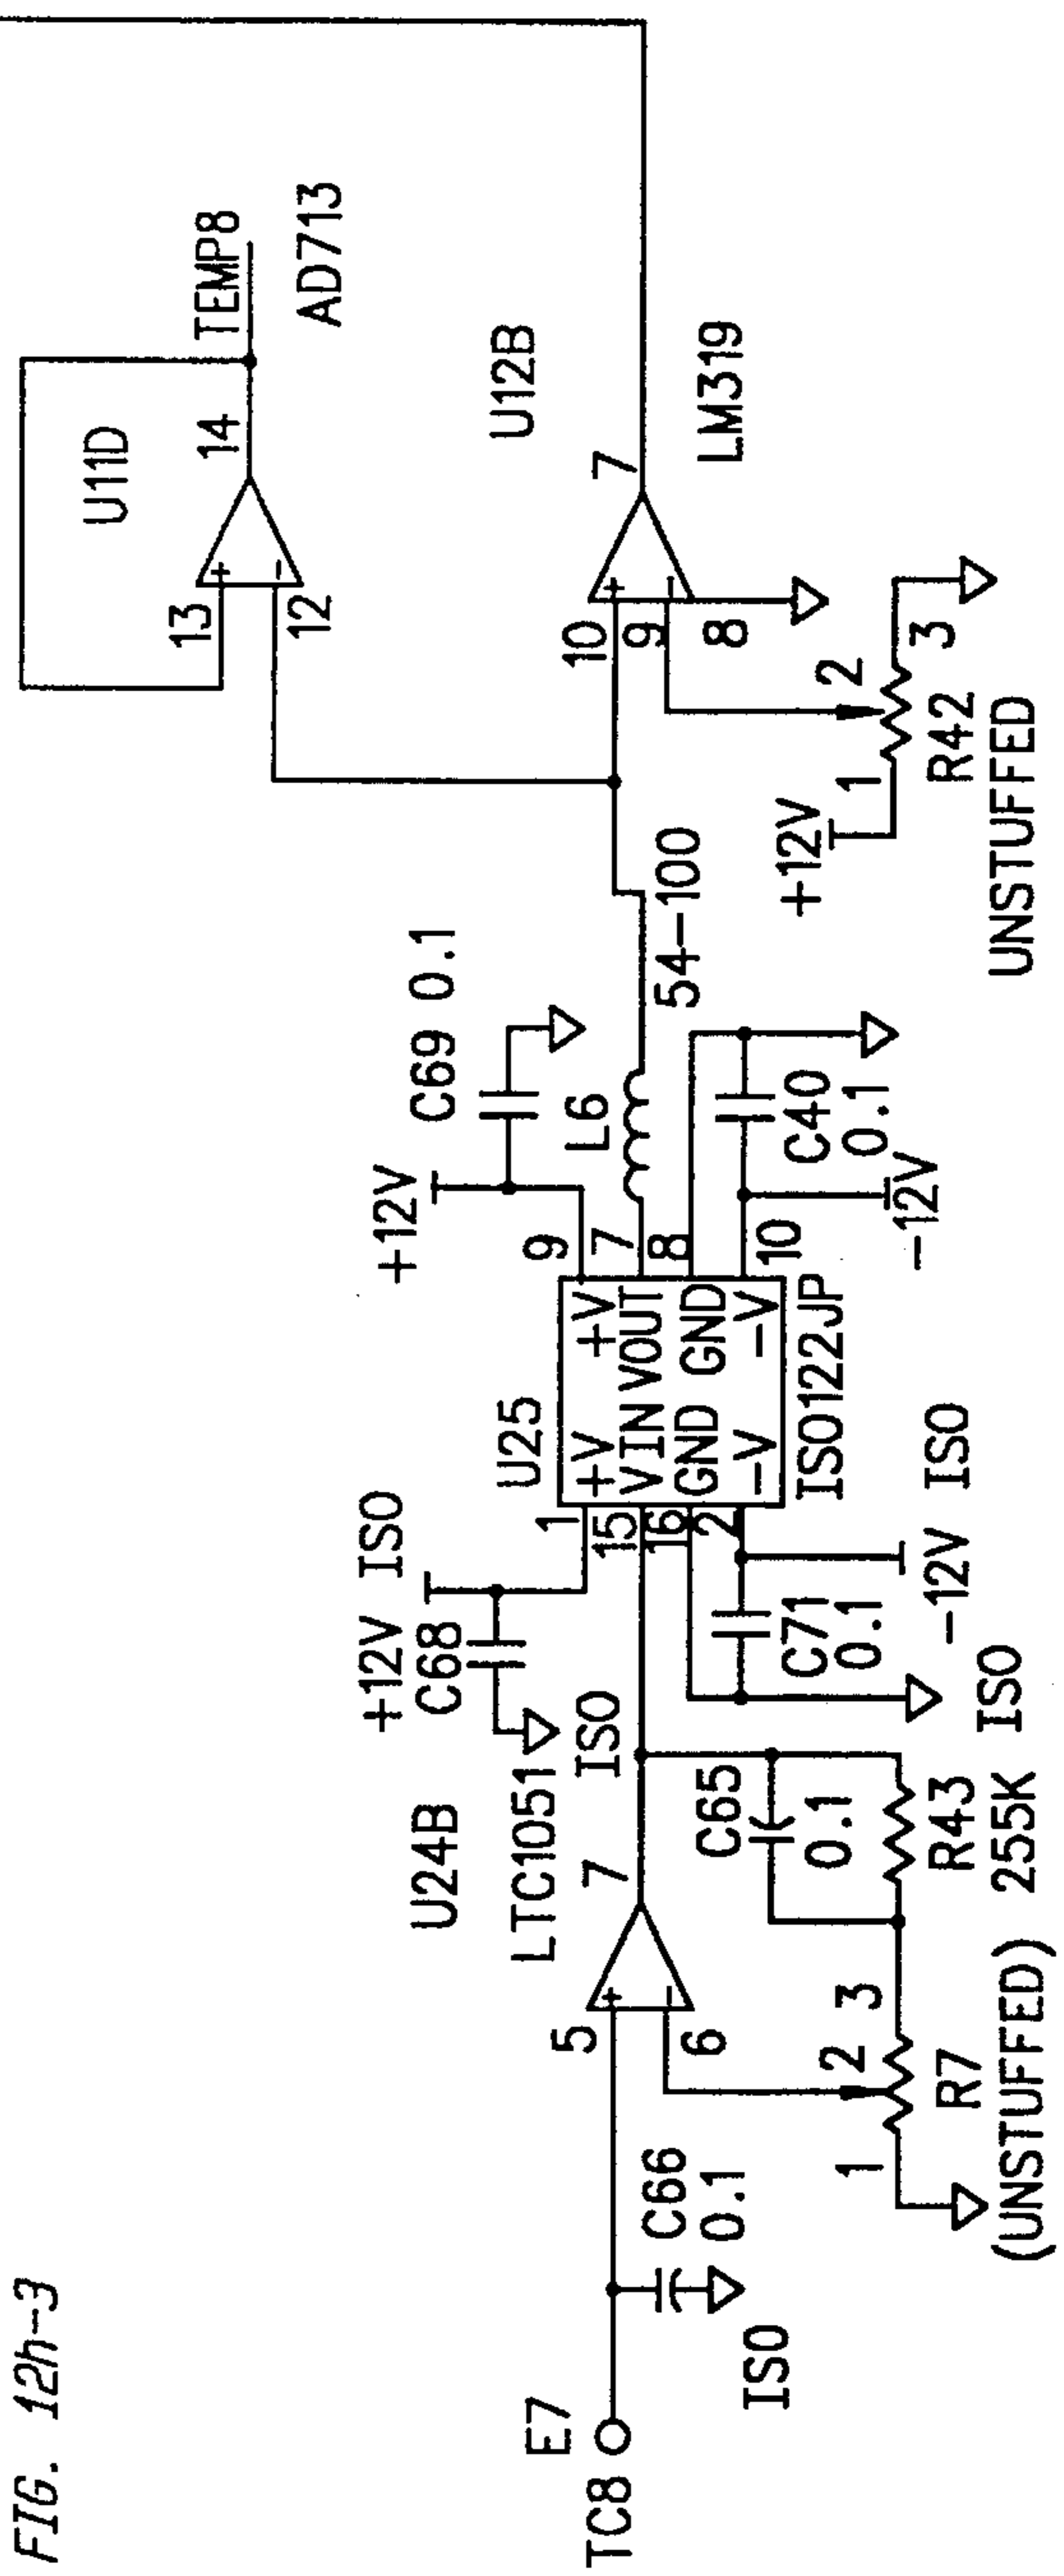 FIG. 12h-3
E7
TC8
ISO
C66
0.1
5
6
+
-
7
U24B
LTC1051
1
2
3
R7
(UNSTUFFED)
C65
0.1
R43
255K
ISO
ISO
+12V ISO
C68
C71
0.1
-12V ISO
1
15
16
2
U25
+V +V
VIN VOUT
GND GND
-V -V
ISO122JP
9
7
8
10
+12V
C69 0.1
L6
54-100
C40
0.1
-12V
13
12
+
-
14
U11D
TEMP8
AD713
10
9
8
+
-
7
U12B
LM319
+12V
1
2
3
R42
UNSTUFFED